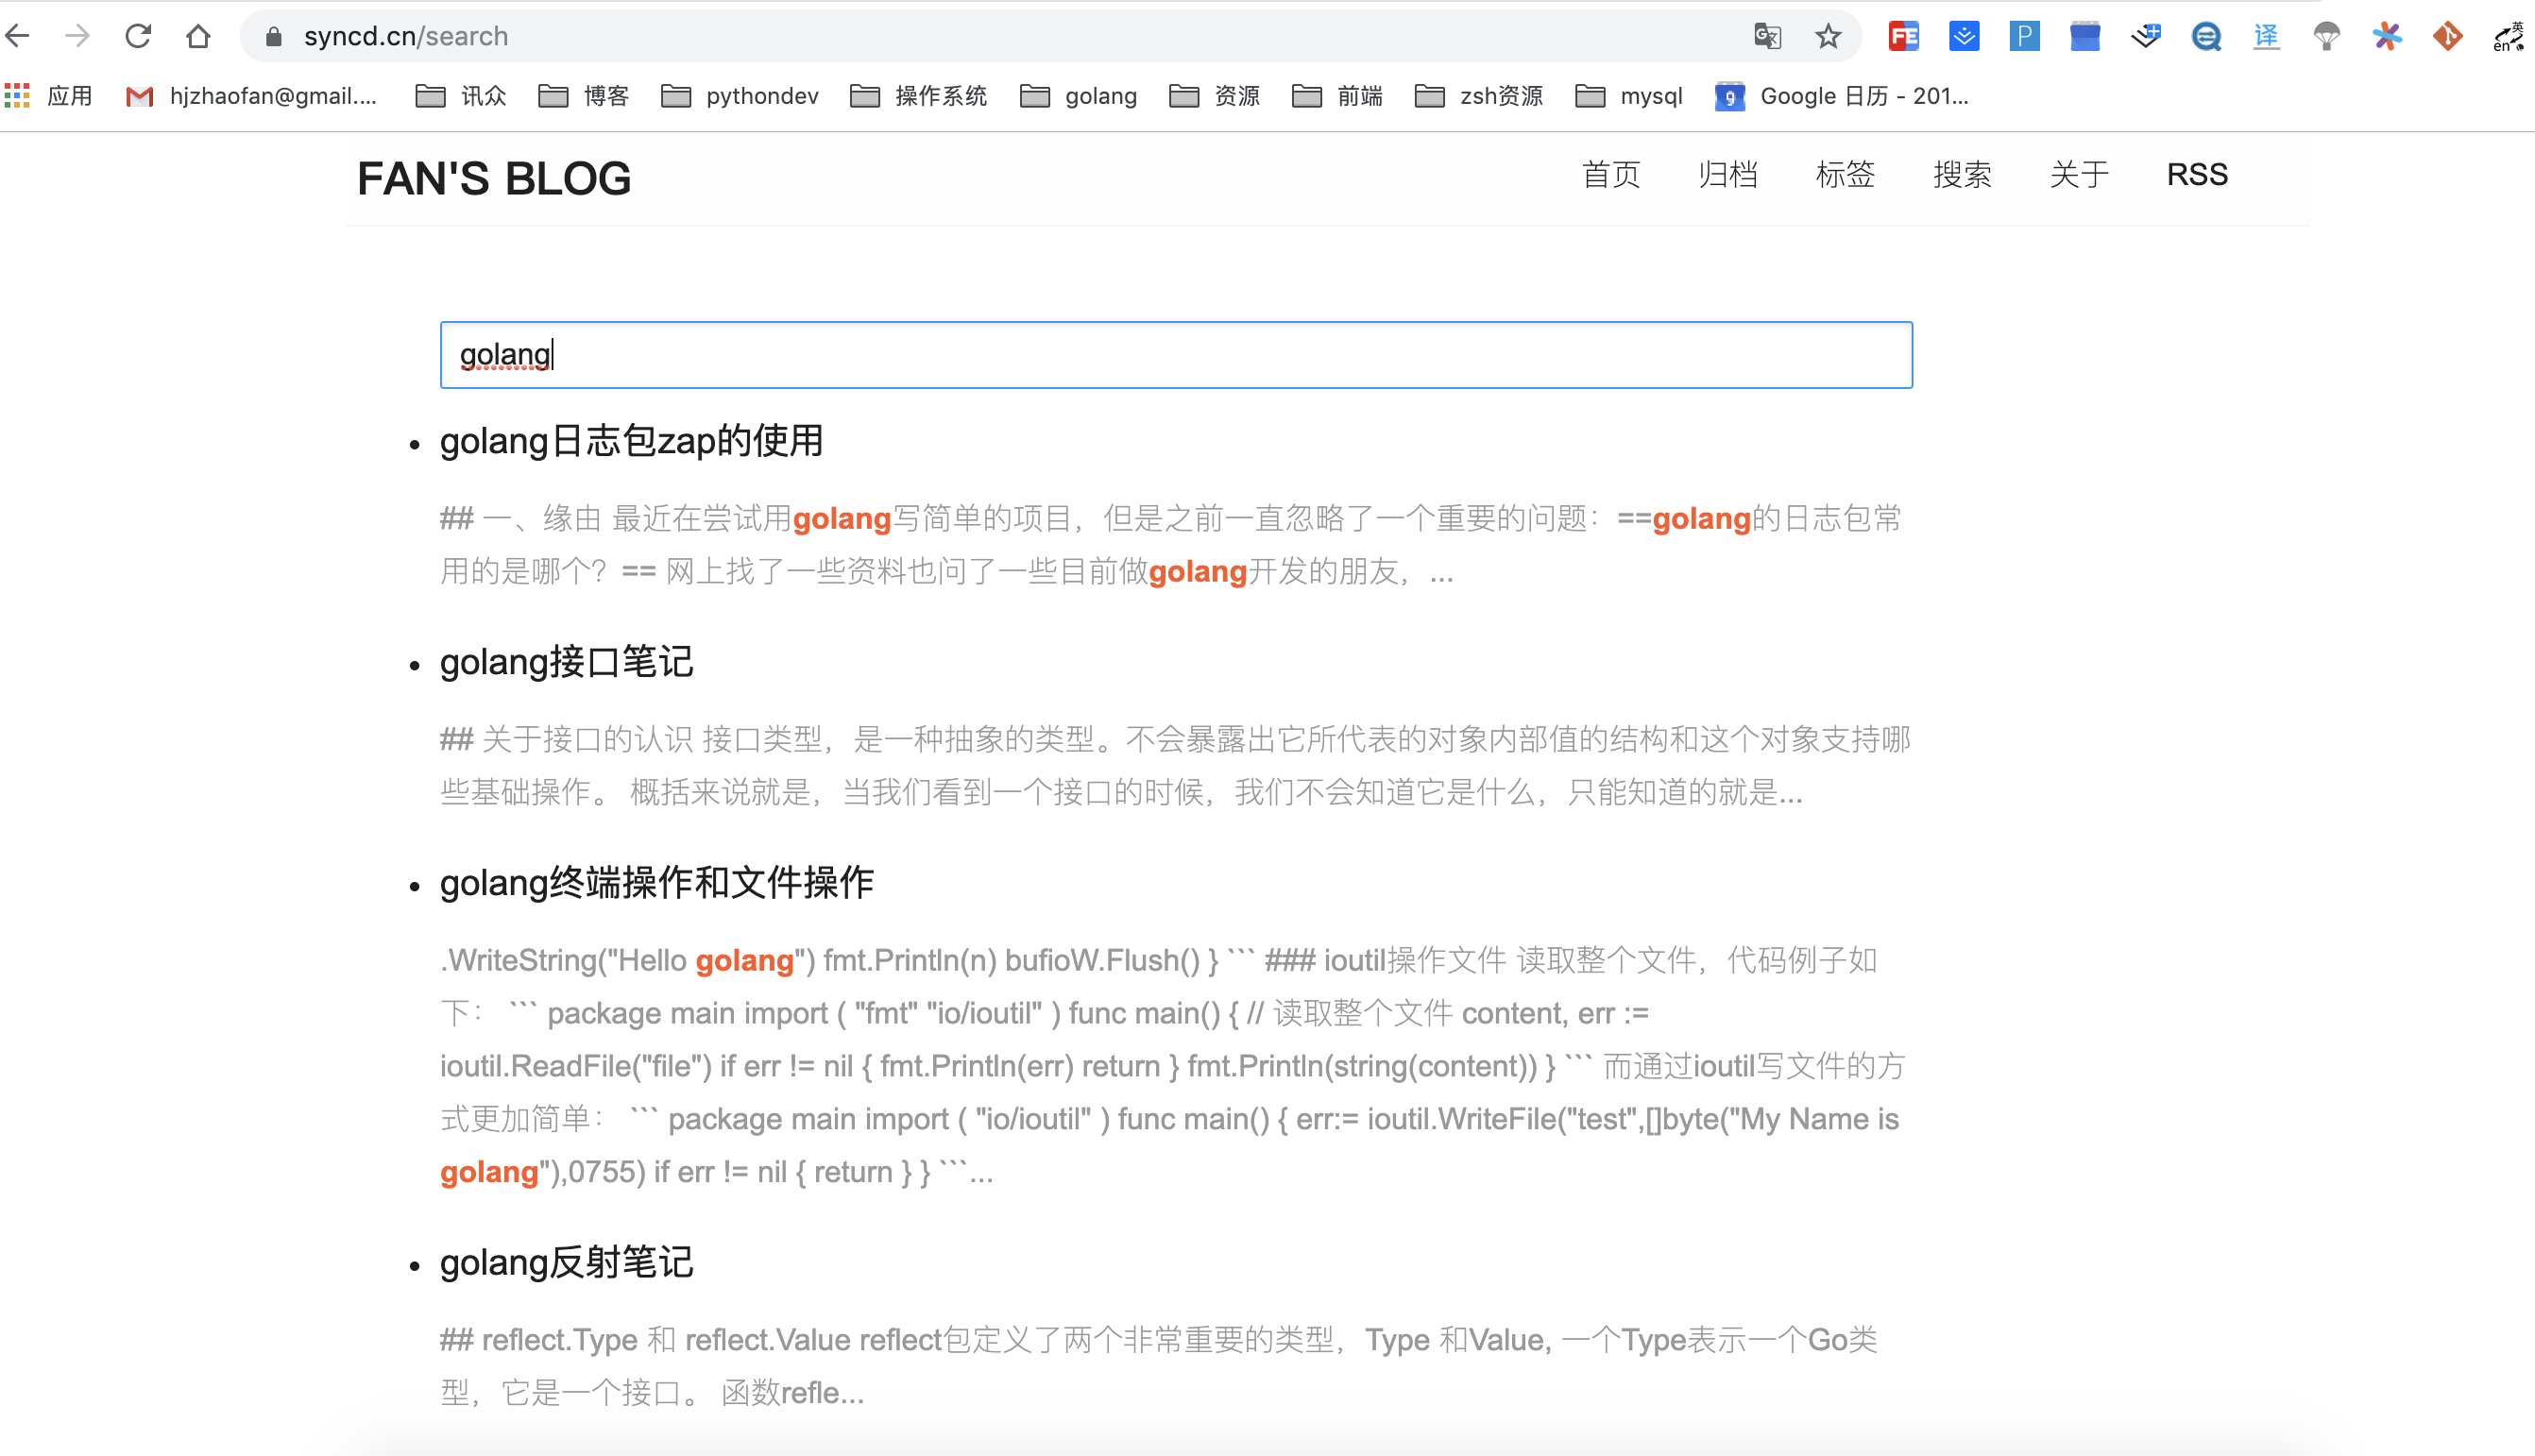 syncd.cn/search
应用 hjzhaofan@gmail.... 讯众 博客 pythondev 操作系统 golang 资源 前端 zsh资源 mysql Google 日历 - 201...
FAN'S BLOG 首页 归档 标签 搜索 关于 RSS
golang
golang日志包zap的使用
## 一、缘由 最近在尝试用golang写简单的项目，但是之前一直忽略了一个重要的问题：==golang的日志包常
用的是哪个？== 网上找了一些资料也问了一些目前做golang开发的朋友，...
golang接口笔记
## 关于接口的认识 接口类型，是一种抽象的类型。不会暴露出它所代表的对象内部值的结构和这个对象支持哪
些基础操作。 概括来说就是，当我们看到一个接口的时候，我们不会知道它是什么，只能知道的就是...
golang终端操作和文件操作
.WriteString("Hello golang") fmt.Println(n) bufioW.Flush() } ``` ### ioutil操作文件 读取整个文件，代码例子如
下： ``` package main import ( "fmt" "io/ioutil" ) func main() { // 读取整个文件 content, err :=
ioutil.ReadFile("file") if err != nil { fmt.Println(err) return } fmt.Println(string(content)) } ``` 而通过ioutil写文件的方
式更加简单： ``` package main import ( "io/ioutil" ) func main() { err:= ioutil.WriteFile("test",[]byte("My Name is
golang"),0755) if err != nil { return } } ```...
golang反射笔记
## reflect.Type 和 reflect.Value reflect包定义了两个非常重要的类型，Type 和Value, 一个Type表示一个Go类
型，它是一个接口。 函数refle...